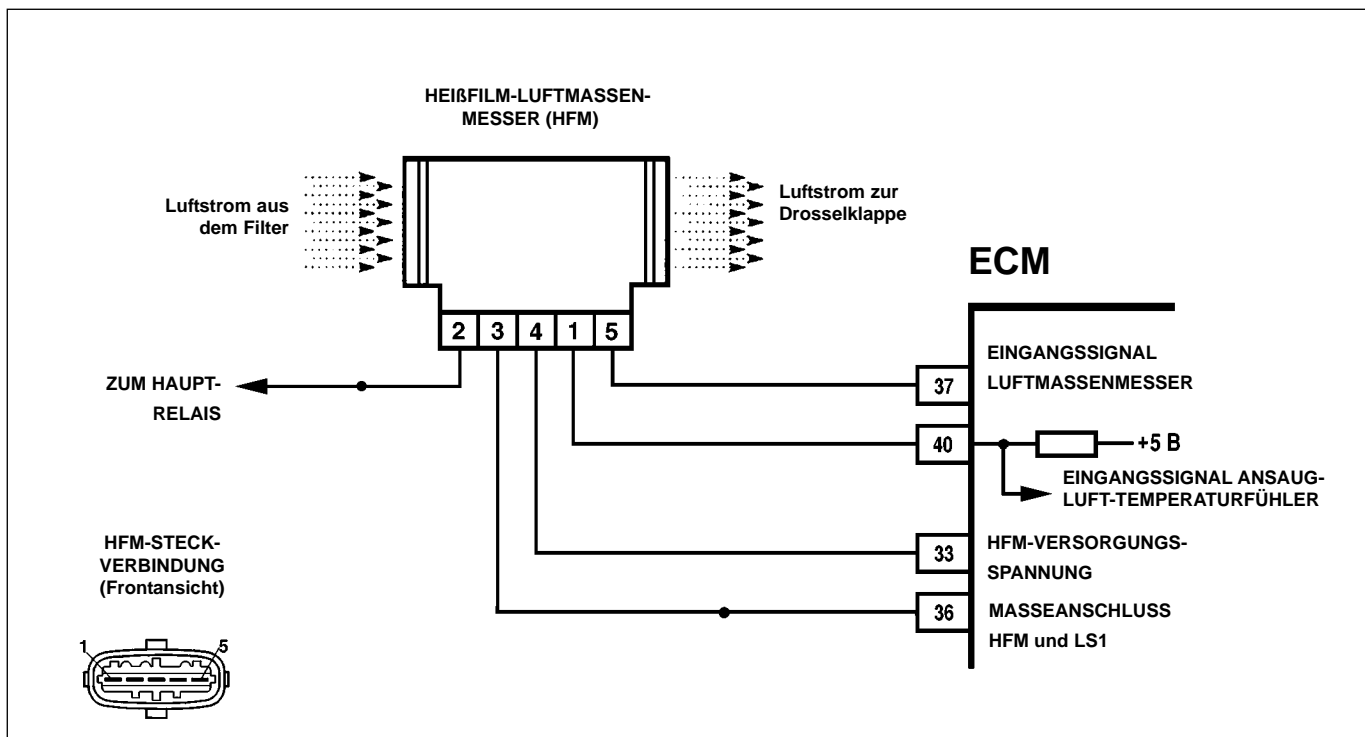 HEIßFILM-LUFTMASSEN-
MESSER (HFM)
Luftstrom aus
dem Filter
Luftstrom zur
Drosselklappe
ECM
2 3 4 1 5
ZUM HAUPT-
RELAIS
37
EINGANGSSIGNAL
LUFTMASSENMESSER
40
+5 B
EINGANGSSIGNAL ANSAUG-
LUFT-TEMPERATURFÜHLER
33
HFM-VERSORGUNGS-
SPANNUNG
36
MASSEANSCHLUSS
HFM und LS1
HFM-STECK-
VERBINDUNG
(Frontansicht)
1 5